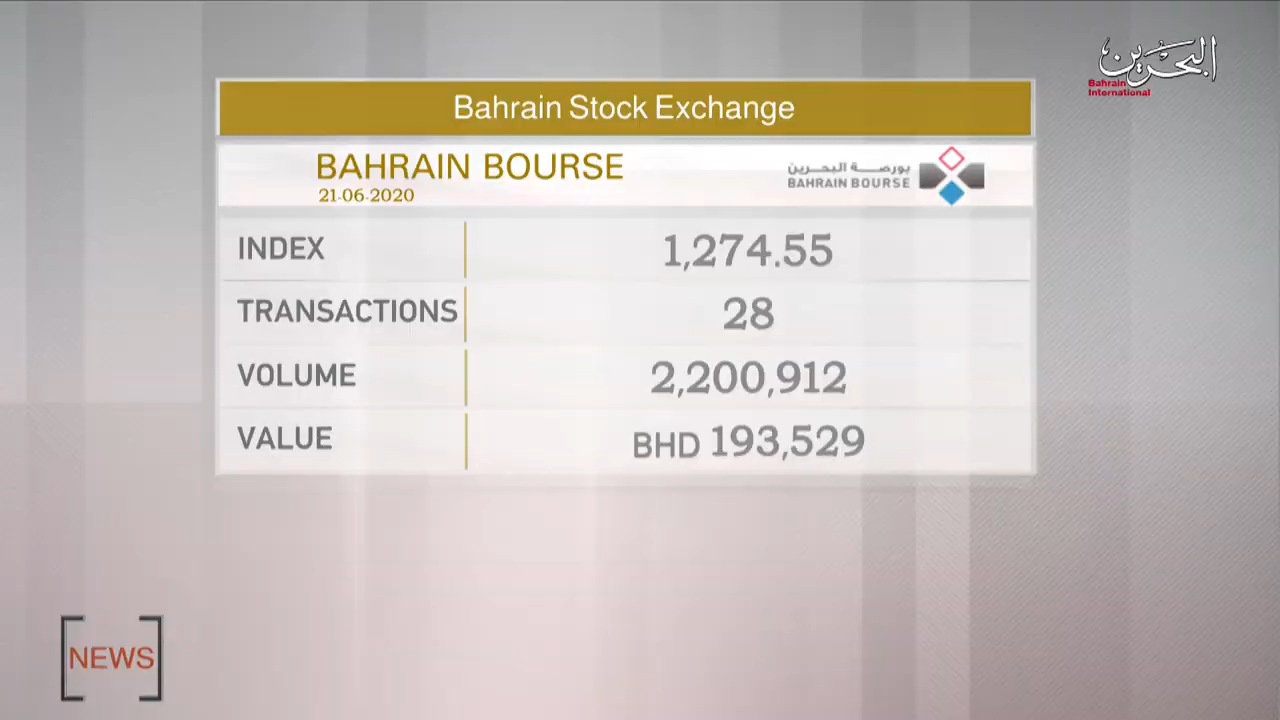 البحرين
Bahrain
International
Bahrain Stock Exchange
BAHRAIN BOURSE
21-06-2020
بورصة البحرين
BAHRAIN BOURSE
INDEX 1,274.55
TRANSACTIONS 28
VOLUME 2,200,912
VALUE BHD 193,529
NEWS